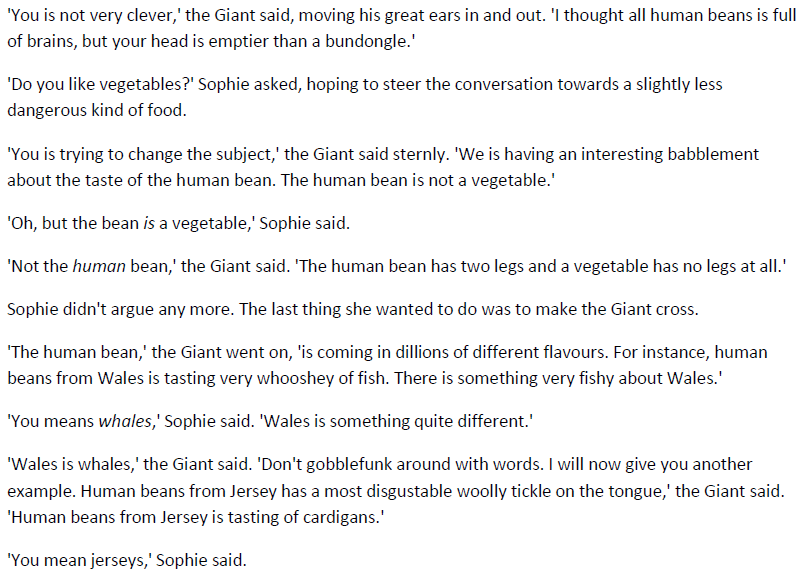 'You is not very clever,' the Giant said, moving his great ears in and out. 'I thought all human beans is full
of brains, but your head is emptier than a bundongle.'
'Do you like vegetables?' Sophie asked, hoping to steer the conversation towards a slightly less
dangerous kind of food.
'You is trying to change the subject,' the Giant said sternly. 'We is having an interesting babblement
about the taste of the human bean. The human bean is not a vegetable.'
'Oh, but the bean is a vegetable,' Sophie said.
'Not the human bean,' the Giant said. 'The human bean has two legs and a vegetable has no legs at all.'
Sophie didn't argue any more. The last thing she wanted to do was to make the Giant cross.
'The human bean,' the Giant went on, 'is coming in dillions of different flavours. For instance, human
beans from Wales is tasting very whooshey of fish. There is something very fishy about Wales.'
'You means whales,' Sophie said. 'Wales is something quite different.'
'Wales is whales,' the Giant said. 'Don't gobblefunk around with words. I will now give you another
example. Human beans from Jersey has a most disgustable woolly tickle on the tongue,' the Giant said.
'Human beans from Jersey is tasting of cardigans.'
'You mean jerseys,' Sophie said.